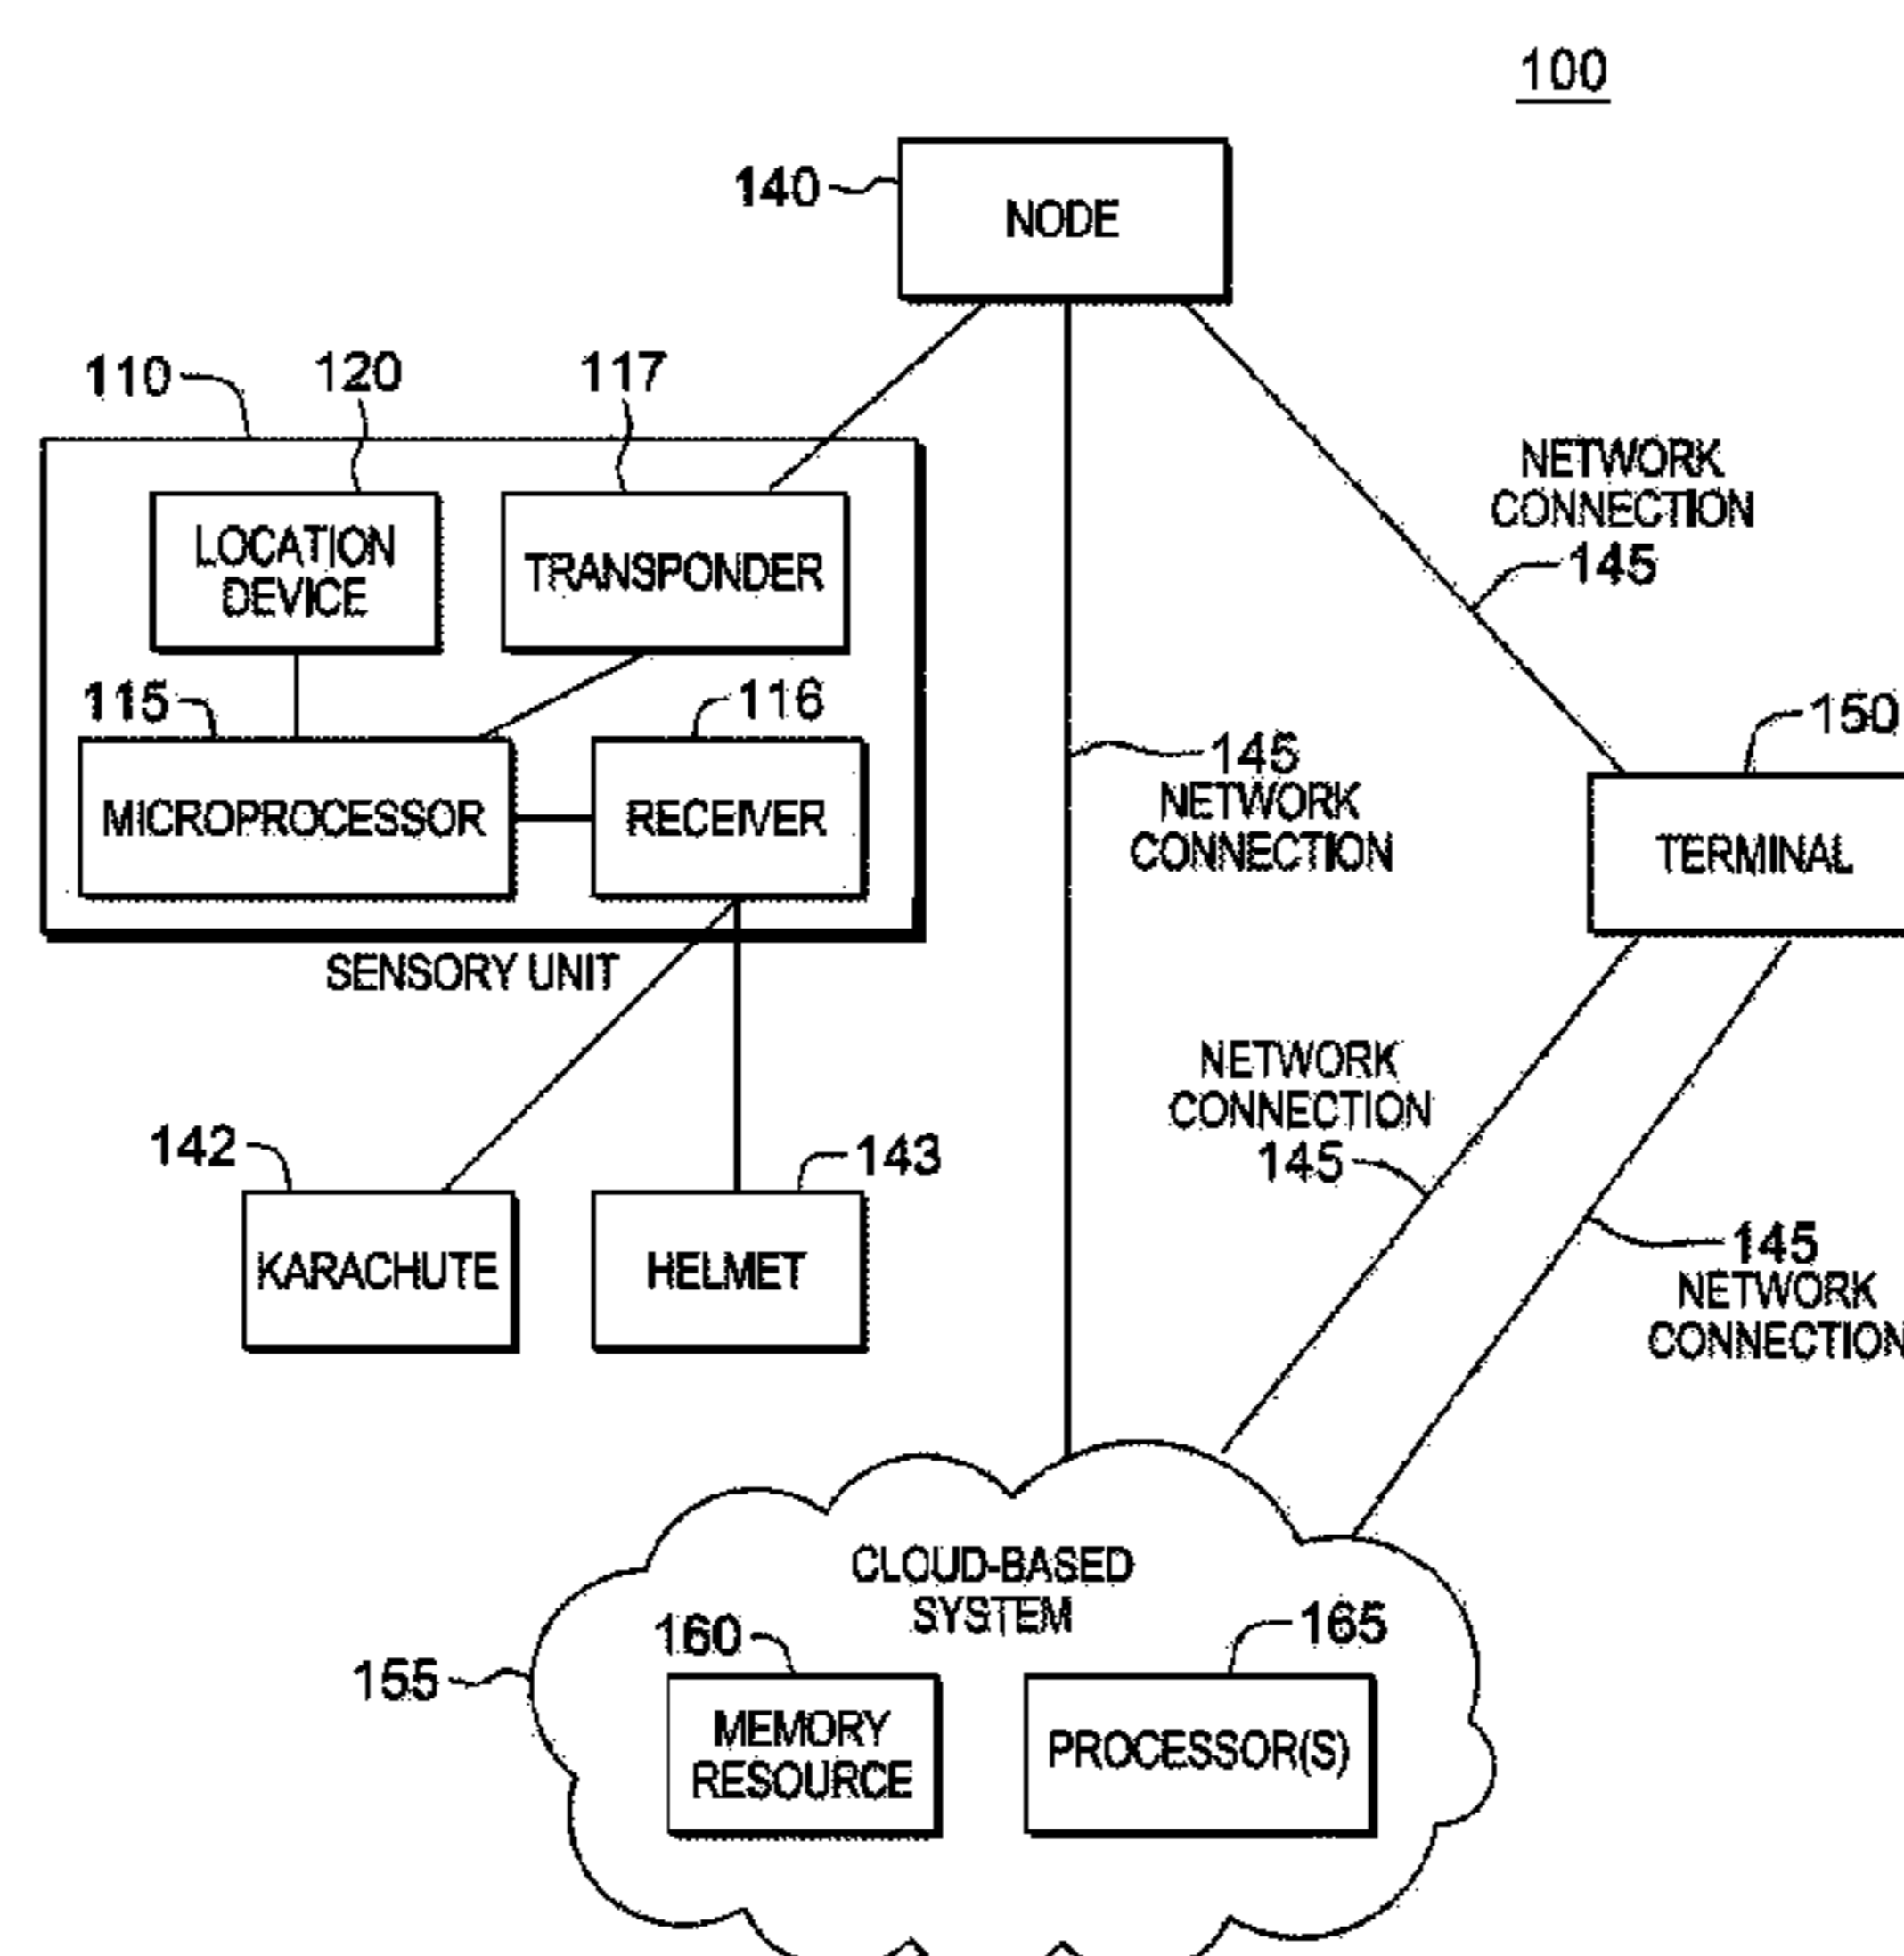 100
140
NODE
110
120
117
LOCATION
DEVICE
TRANSPONDER
NETWORK
CONNECTION
145
115
116
MICROPROCESSOR
RECEIVER
SENSORY UNIT
145
NETWORK
CONNECTION
150
TERMINAL
142
143
KARACHUTE
HELMET
NETWORK
CONNECTION
145
145
NETWORK
CONNECTION
CLOUD-BASED
SYSTEM
155
160
165
MEMORY
RESOURCE
PROCESSOR(S)